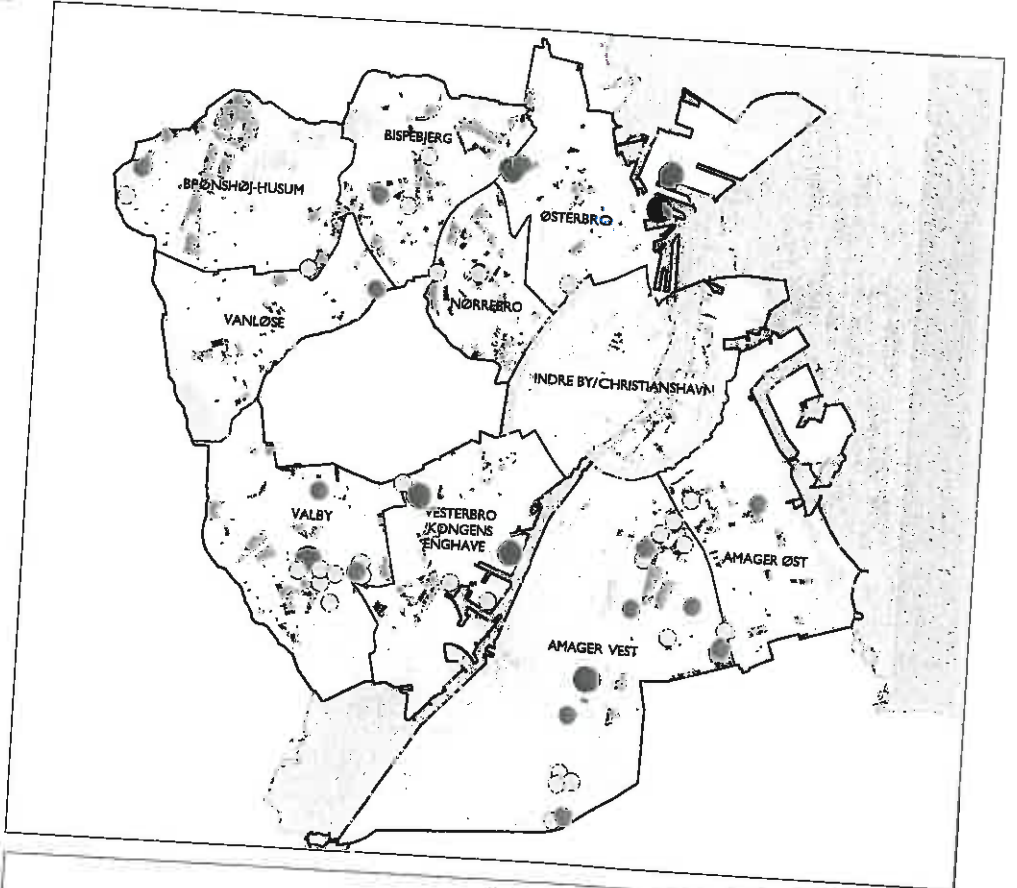 BISPEBJERG
BRØNSHØJ-HUSUM
ØSTERBRO
NØRREBRO
VANLØSE
INDRE BY/CHRISTIANSHAVN
VALBY
VESTERBRO
/KONGENS
ENGHAVE
AMAGER ØST
AMAGER VEST